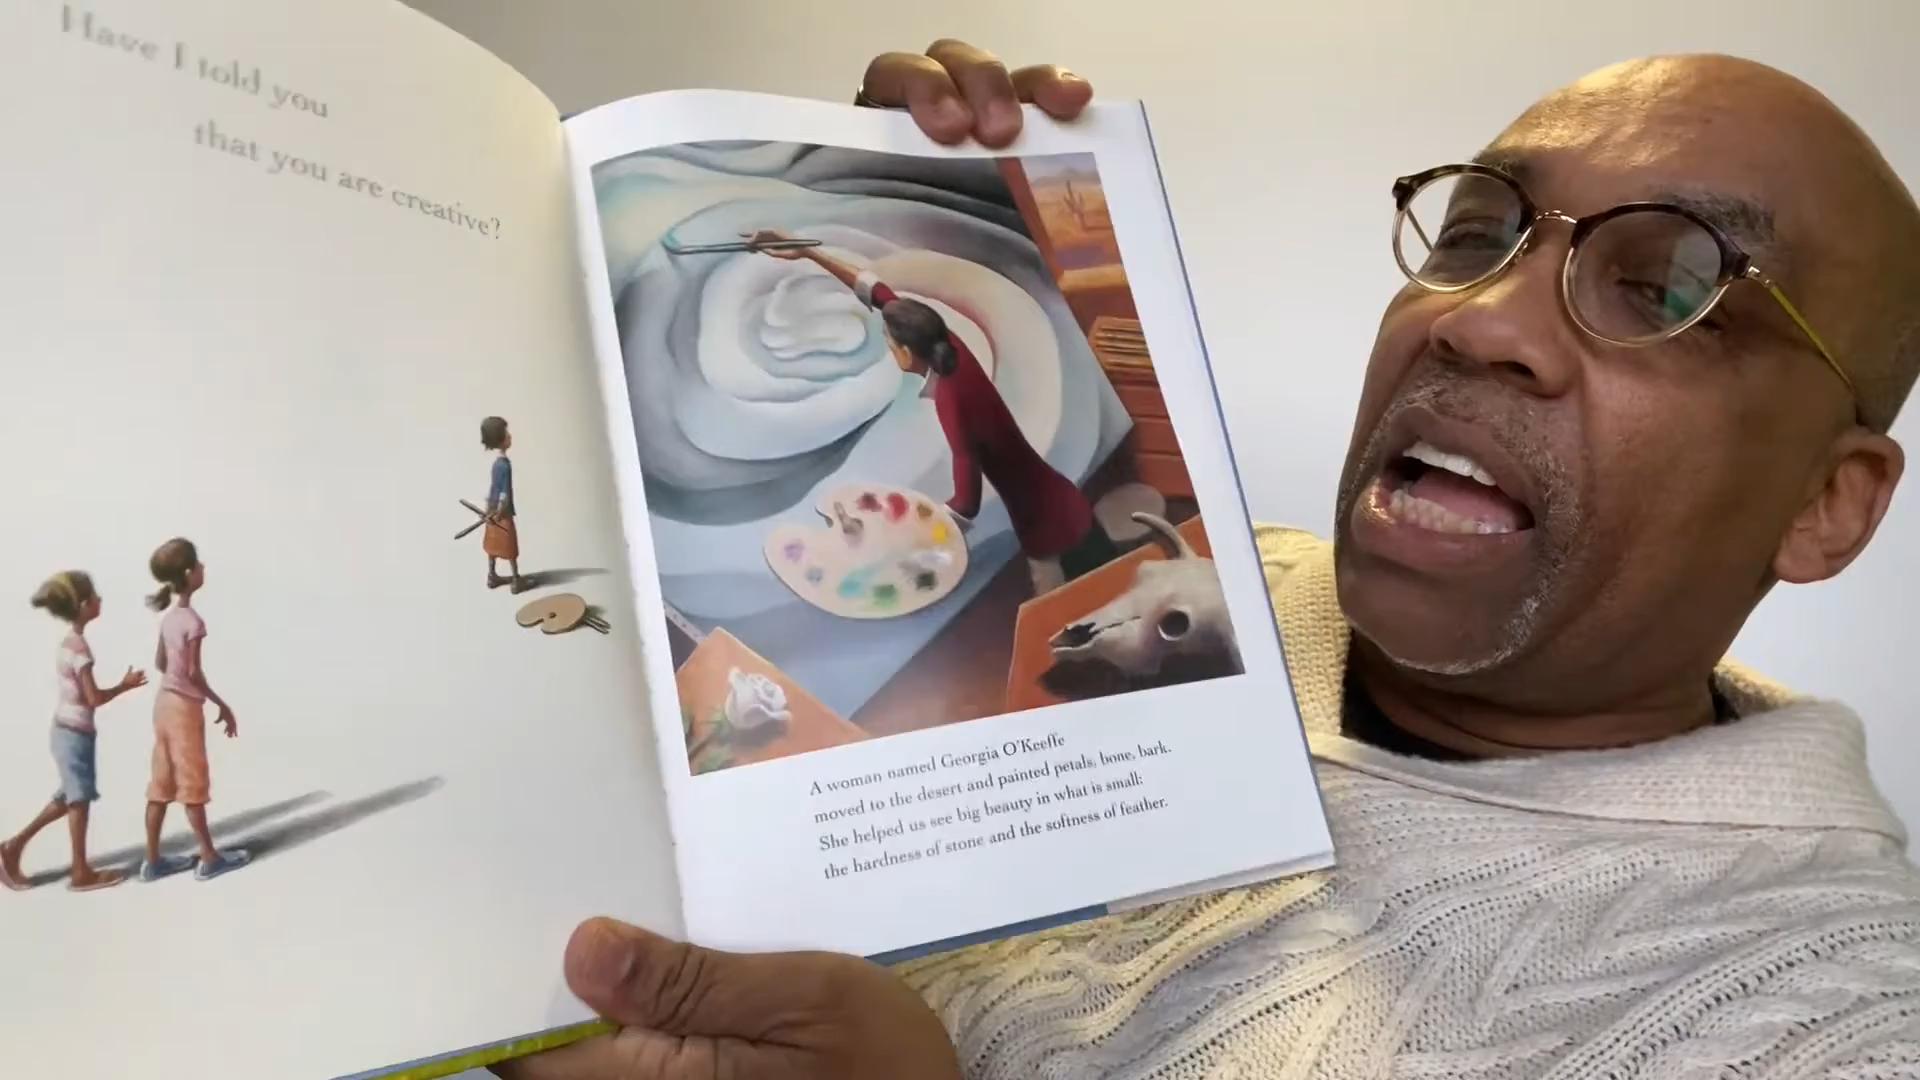 Have I told you
that you are creative?
A woman named Georgia O'Keeffe
moved to the desert and painted petals, bone, bark.
She helped us see big beauty in what is small:
the hardness of stone and the softness of feather.